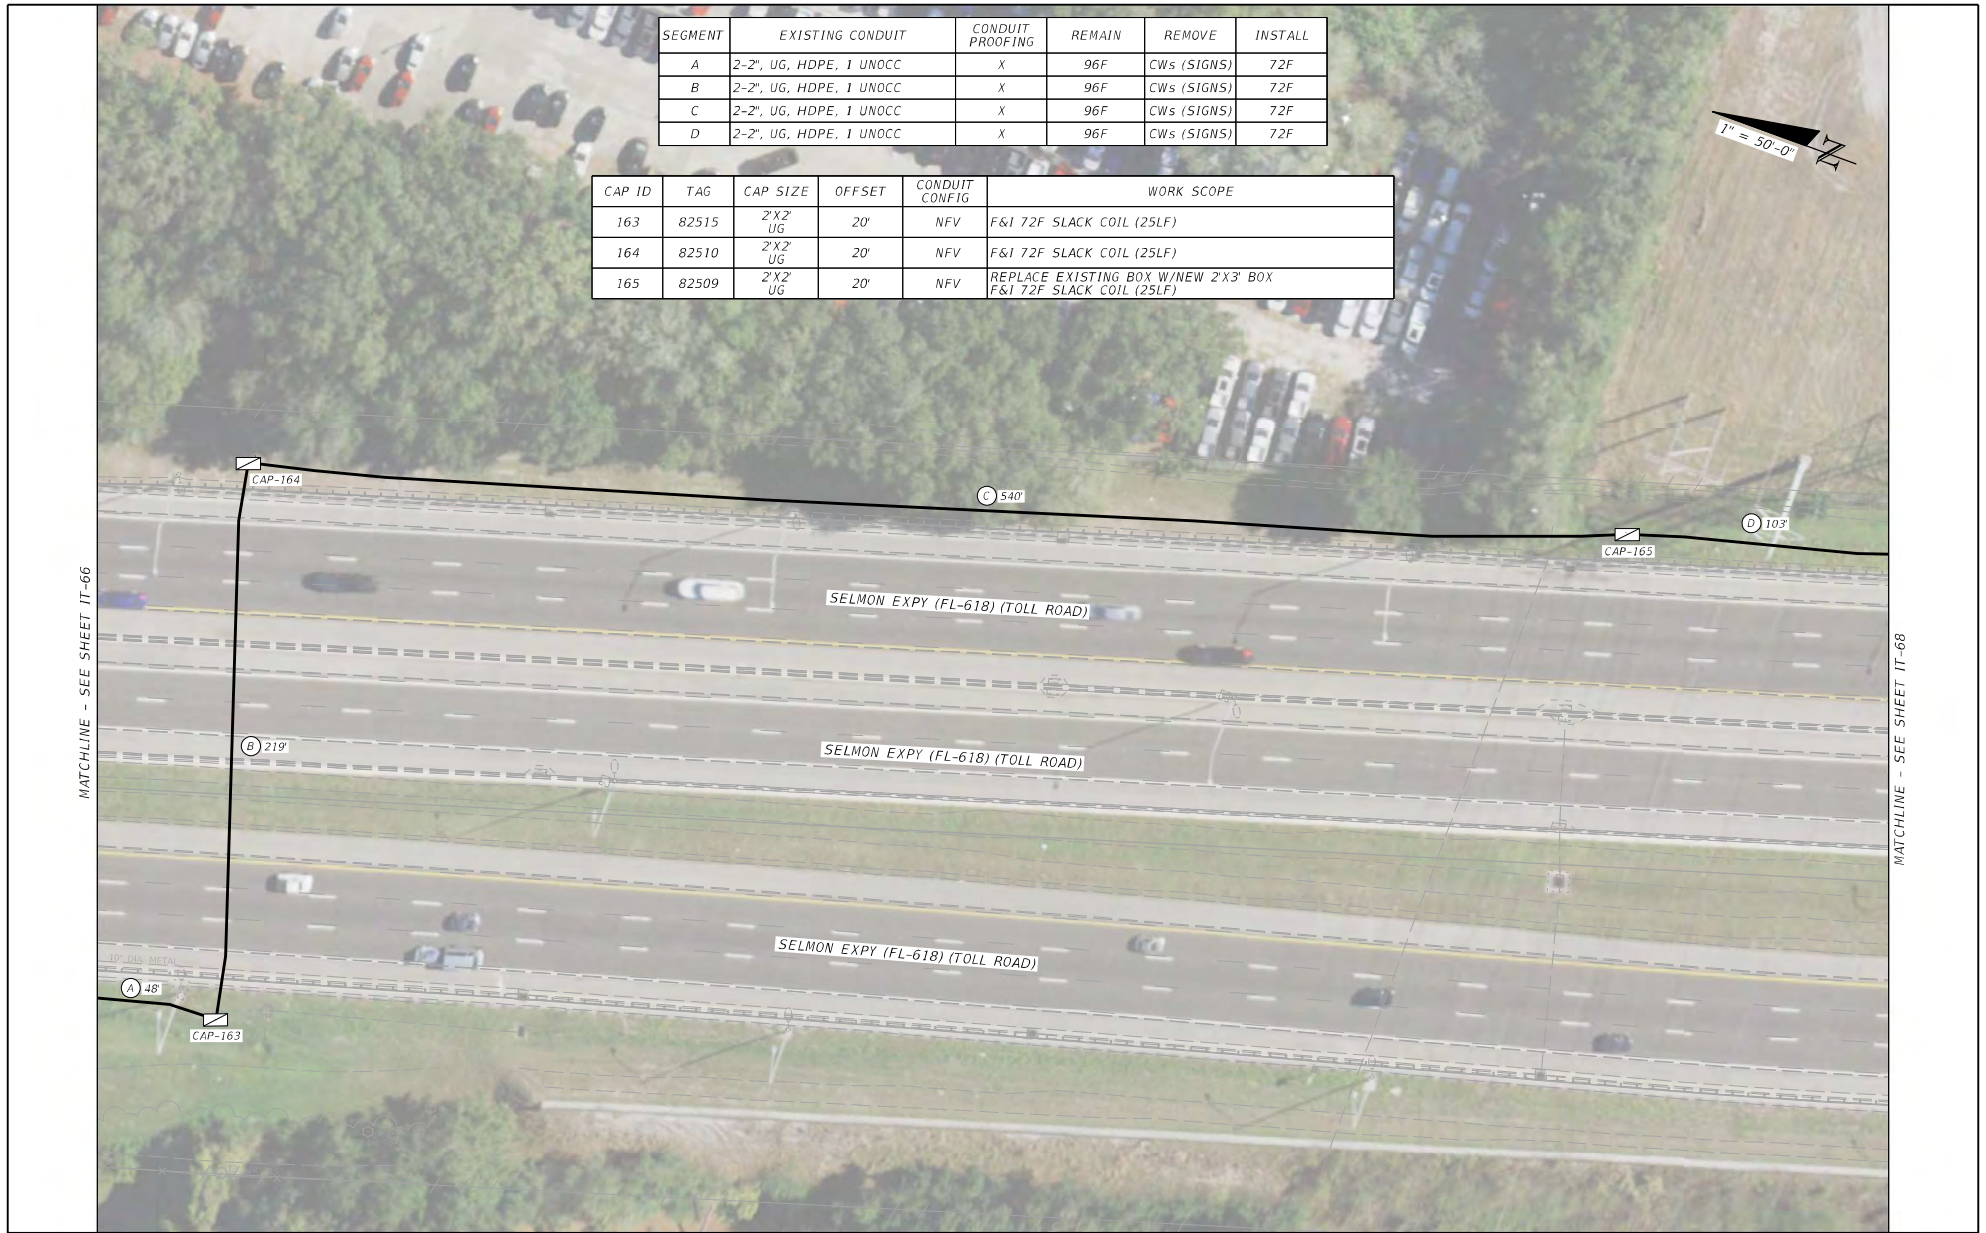 SEGMENT EXISTING CONDUIT CONDUIT PROOFING REMAIN REMOVE INSTALL
A 2-2", UG, HDPE, 1 UNOCC X 96F CWs (SIGNS) 72F
B 2-2", UG, HDPE, 1 UNOCC X 96F CWs (SIGNS) 72F
C 2-2", UG, HDPE, 1 UNOCC X 96F CWs (SIGNS) 72F
D 2-2", UG, HDPE, 1 UNOCC X 96F CWs (SIGNS) 72F
1" = 50'-0"
N
CAP ID TAG CAP SIZE OFFSET CONDUIT CONFIG WORK SCOPE
163 82515 2'X2' UG 20' NFV F&I 72F SLACK COIL (25LF)
164 82510 2'X2' UG 20' NFV F&I 72F SLACK COIL (25LF)
165 82509 2'X2' UG 20' NFV REPLACE EXISTING BOX W/NEW 2'X3' BOX
F&I 72F SLACK COIL (25LF)
CAP-164
C 540'
D 103'
CAP-165
SELMON EXPY (FL-618) (TOLL ROAD)
MATCHLINE - SEE SHEET IT-66
MATCHLINE - SEE SHEET IT-68
B 219'
SELMON EXPY (FL-618) (TOLL ROAD)
SELMON EXPY (FL-618) (TOLL ROAD)
10" DIA METAL
A 48'
CAP-163